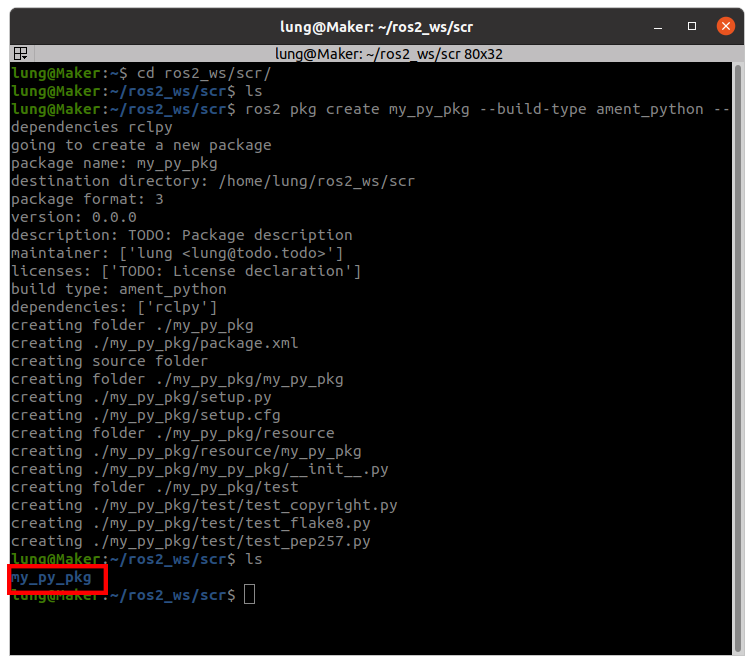 lung@Maker: ~/ros2_ws/scr
lung@Maker: ~/ros2_ws/scr 80x32
lung@Maker:~$ cd ros2_ws/scr/
lung@Maker:~/ros2_ws/scr$ ls
lung@Maker:~/ros2_ws/scr$ ros2 pkg create my_py_pkg --build-type ament_python --
dependencies rclpy
going to create a new package
package name: my_py_pkg
destination directory: /home/lung/ros2_ws/scr
package format: 3
version: 0.0.0
description: TODO: Package description
maintainer: ['lung <lung@todo.todo>']
licenses: ['TODO: License declaration']
build type: ament_python
dependencies: ['rclpy']
creating folder ./my_py_pkg
creating ./my_py_pkg/package.xml
creating source folder
creating folder ./my_py_pkg/my_py_pkg
creating ./my_py_pkg/setup.py
creating ./my_py_pkg/setup.cfg
creating folder ./my_py_pkg/resource
creating ./my_py_pkg/resource/my_py_pkg
creating ./my_py_pkg/my_py_pkg/__init__.py
creating folder ./my_py_pkg/test
creating ./my_py_pkg/test/test_copyright.py
creating ./my_py_pkg/test/test_flake8.py
creating ./my_py_pkg/test/test_pep257.py
lung@Maker:~/ros2_ws/scr$ ls
my_py_pkg
lung@Maker:~/ros2_ws/scr$